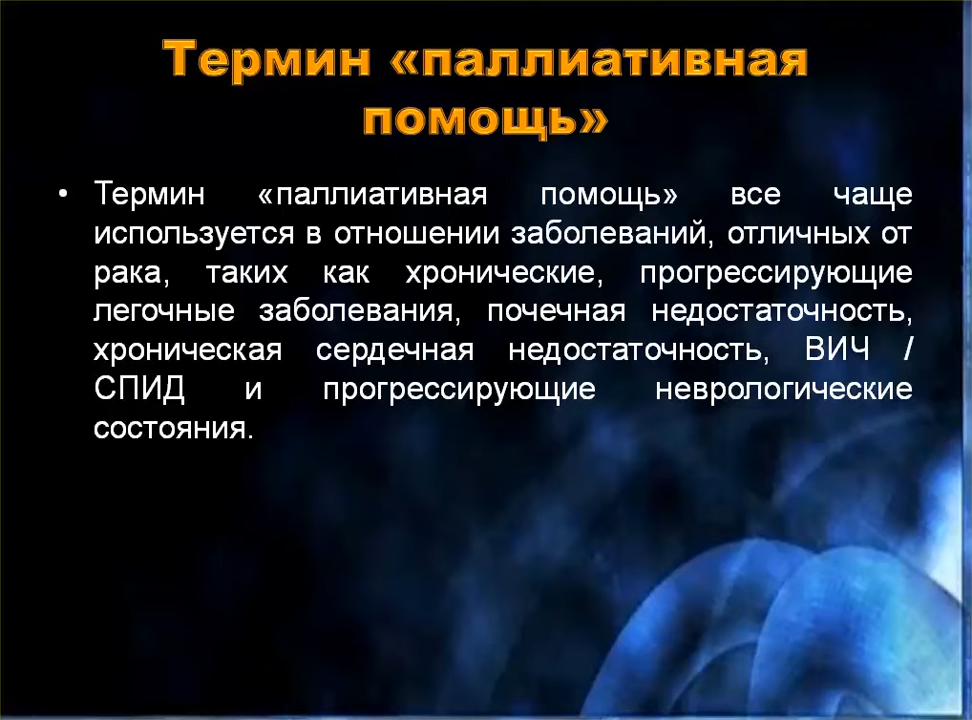 Термин «паллиативная
помощь»
• Термин «паллиативная помощь» все чаще
используется в отношении заболеваний, отличных от
рака, таких как хронические, прогрессирующие
легочные заболевания, почечная недостаточность,
хроническая сердечная недостаточность, ВИЧ /
СПИД и прогрессирующие неврологические
состояния.